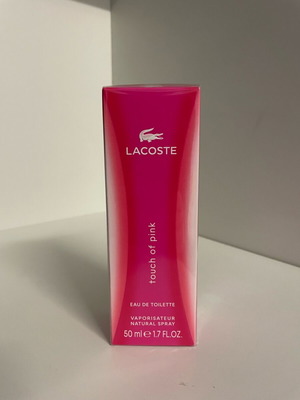 LACOSTE
touch of pink
EAU DE TOILETTE
VAPORISATEUR
NATURAL SPRAY
50 ml ℮ 1.7 FL.OZ.